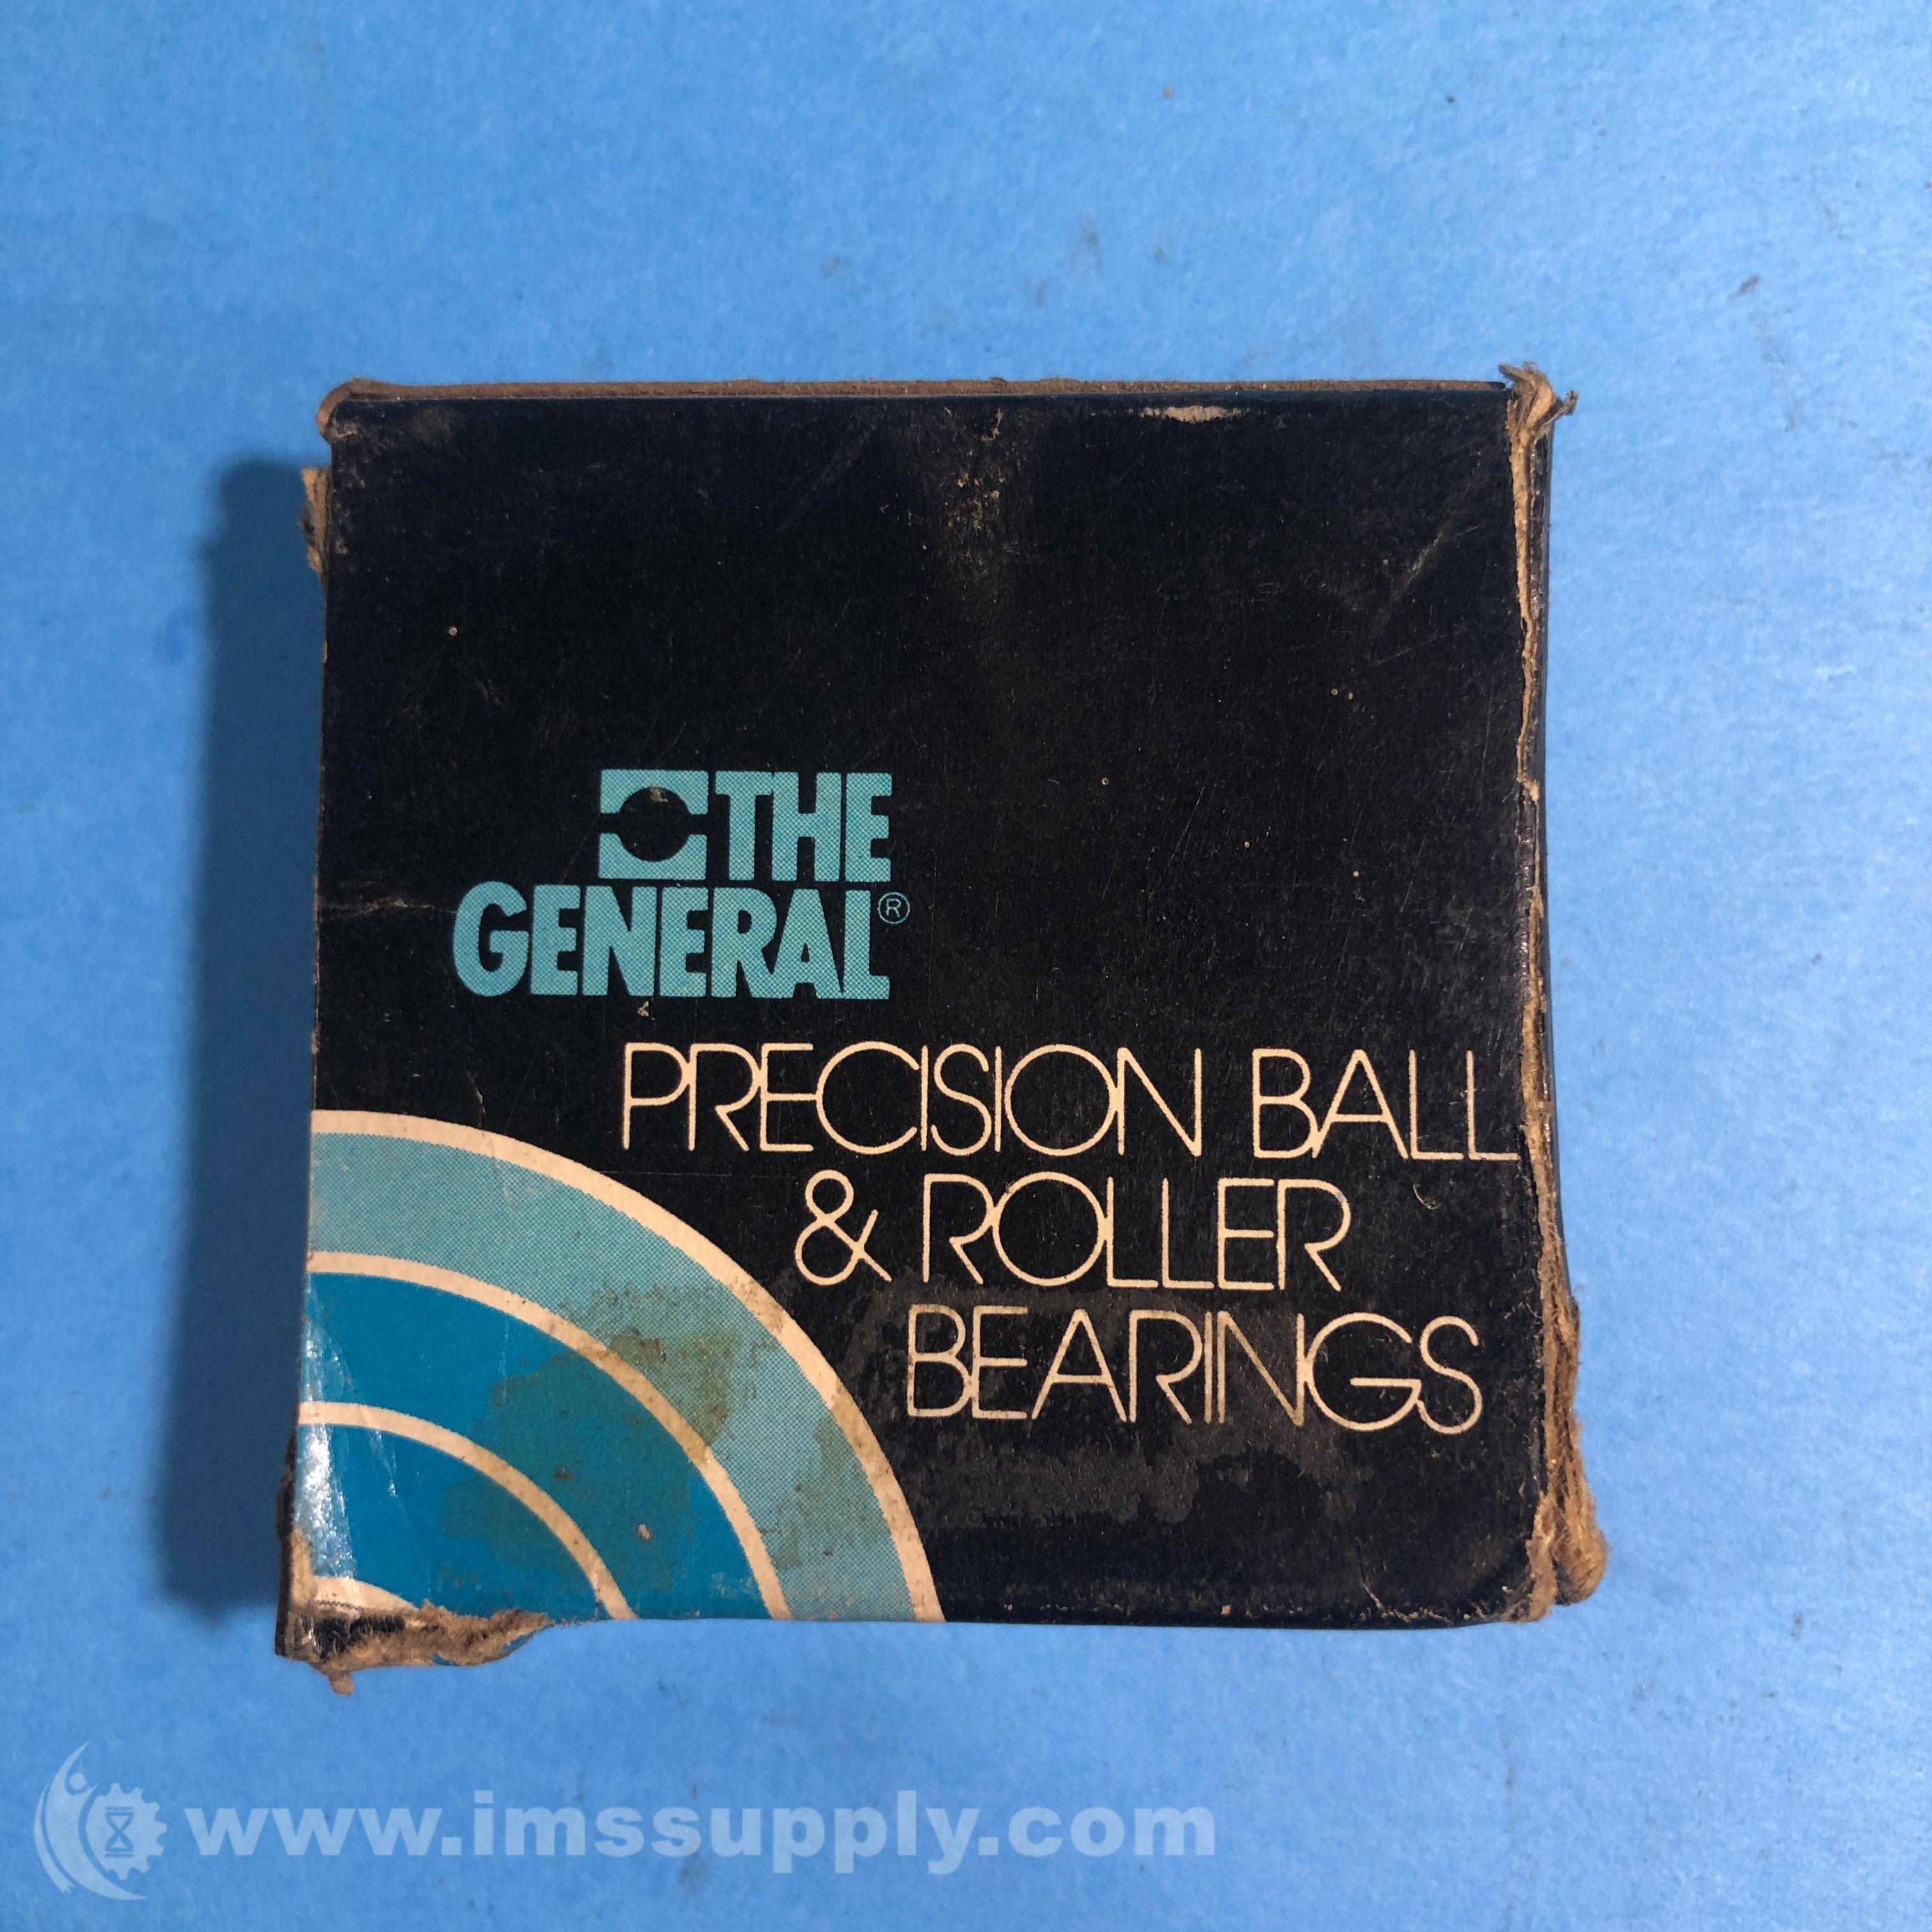 THE
GENERAL®
PRECISION BALL
& ROLLER
BEARINGS
www.imssupply.com